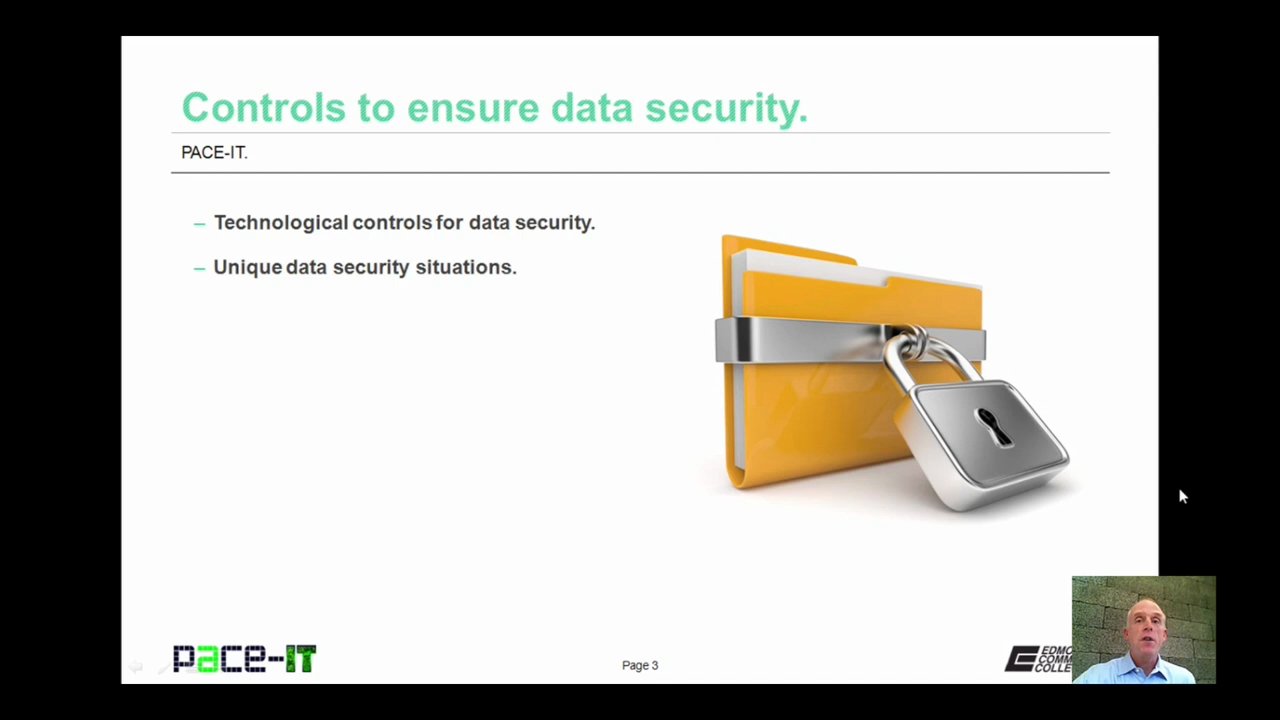 Controls to ensure data security.
PACE-IT.
– Technological controls for data security.
– Unique data security situations.
pace-IT
Page 3